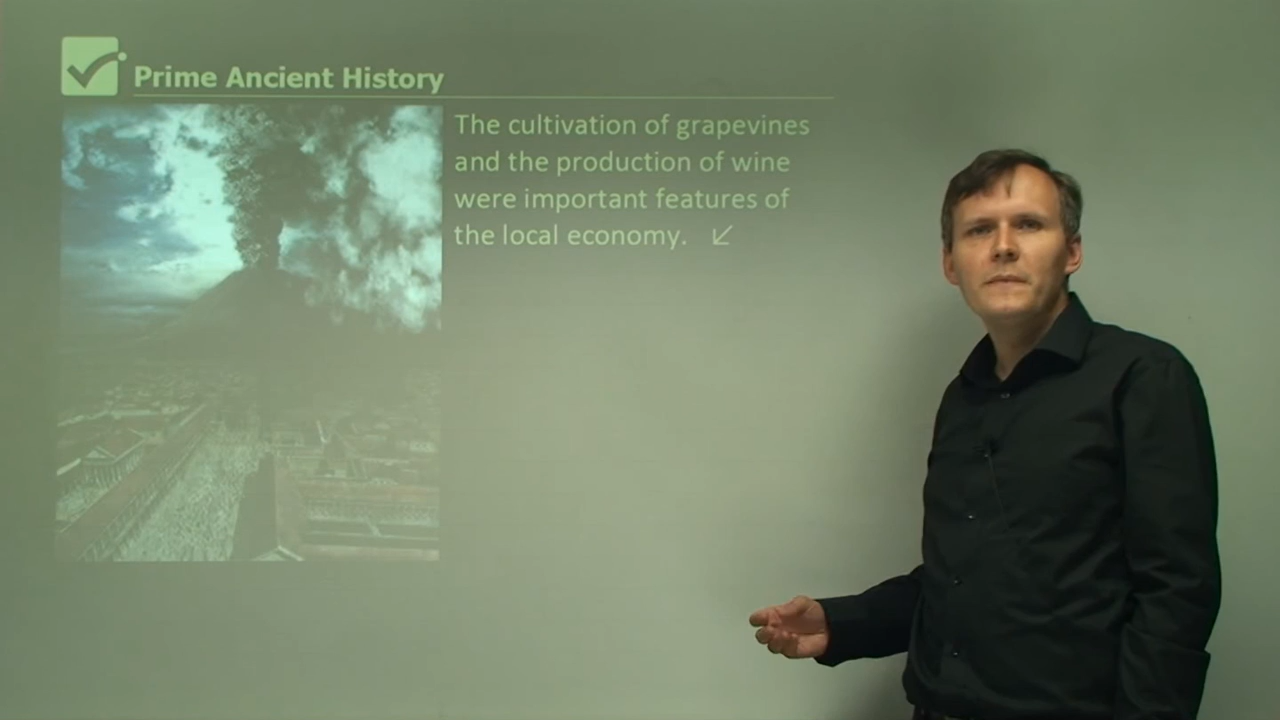 Prime Ancient History
The cultivation of grapevines
and the production of wine
were important features of
the local economy.